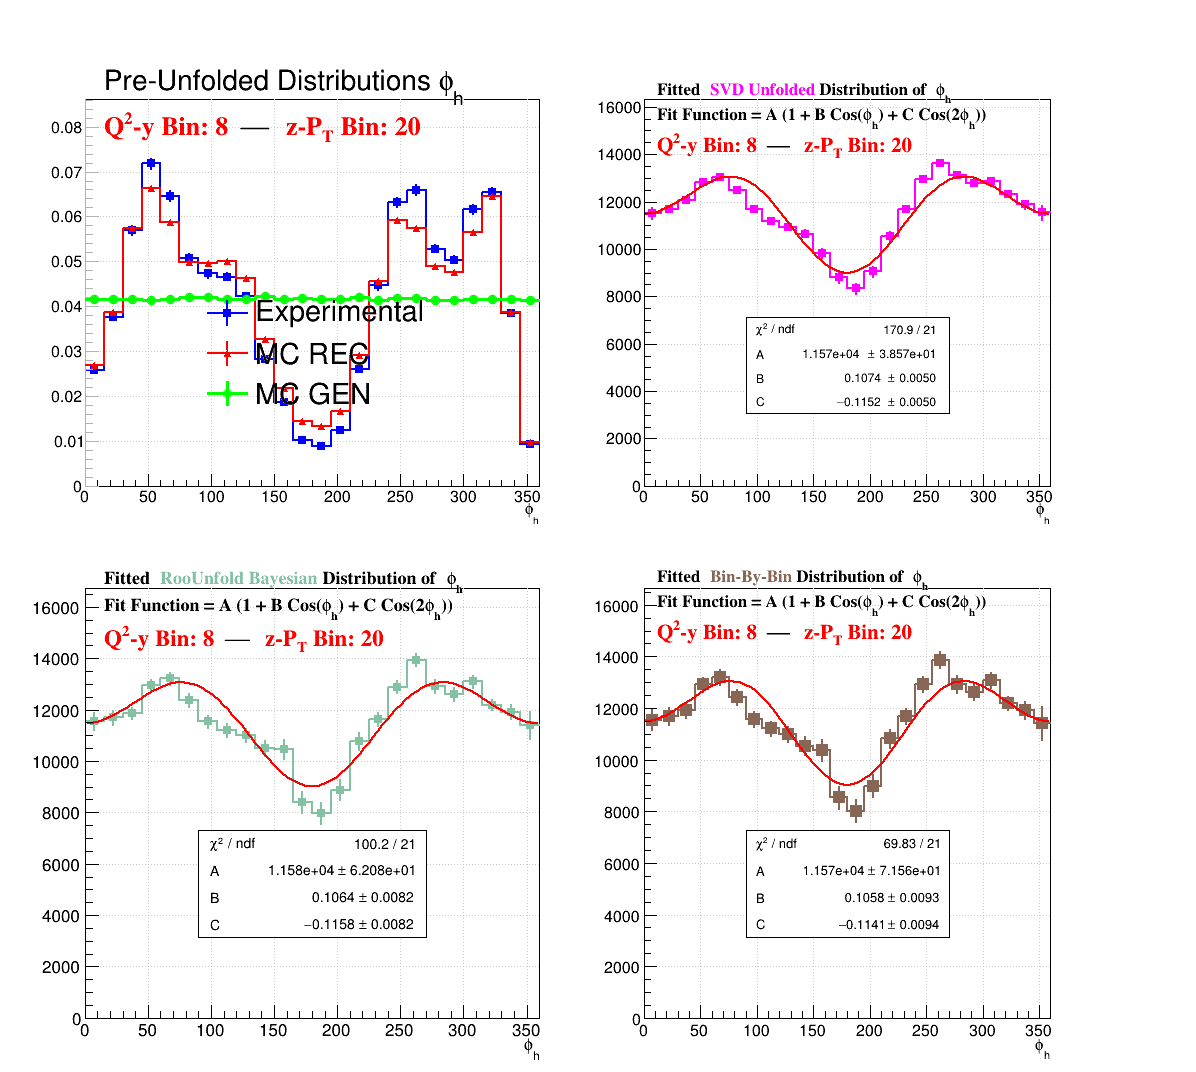 Pre-Unfolded Distributions ϕh
Q²-y Bin: 8 — z-PT Bin: 20
0.08
0.07
0.06
0.05
0.04
0.03
0.02
0.01
0
Experimental
MC REC
MC GEN
0 50 100 150 200 250 300 350
ϕh
Fitted SVD Unfolded Distribution of ϕh
Fit Function = A (1 + B Cos(ϕh) + C Cos(2ϕh))
Q²-y Bin: 8 — z-PT Bin: 20
16000
14000
12000
10000
8000
6000
4000
2000
0
χ² / ndf 170.9 / 21
A 1.157e+04 ± 3.857e+01
B 0.1074 ± 0.0050
C −0.1152 ± 0.0050
0 50 100 150 200 250 300 350
ϕh
Fitted RooUnfold Bayesian Distribution of ϕh
Fit Function = A (1 + B Cos(ϕh) + C Cos(2ϕh))
Q²-y Bin: 8 — z-PT Bin: 20
16000
14000
12000
10000
8000
6000
4000
2000
0
χ² / ndf 100.2 / 21
A 1.158e+04 ± 6.208e+01
B 0.1064 ± 0.0082
C −0.1158 ± 0.0082
0 50 100 150 200 250 300 350
ϕh
Fitted Bin-By-Bin Distribution of ϕh
Fit Function = A (1 + B Cos(ϕh) + C Cos(2ϕh))
Q²-y Bin: 8 — z-PT Bin: 20
16000
14000
12000
10000
8000
6000
4000
2000
0
χ² / ndf 69.83 / 21
A 1.157e+04 ± 7.156e+01
B 0.1058 ± 0.0093
C −0.1141 ± 0.0094
0 50 100 150 200 250 300 350
ϕh